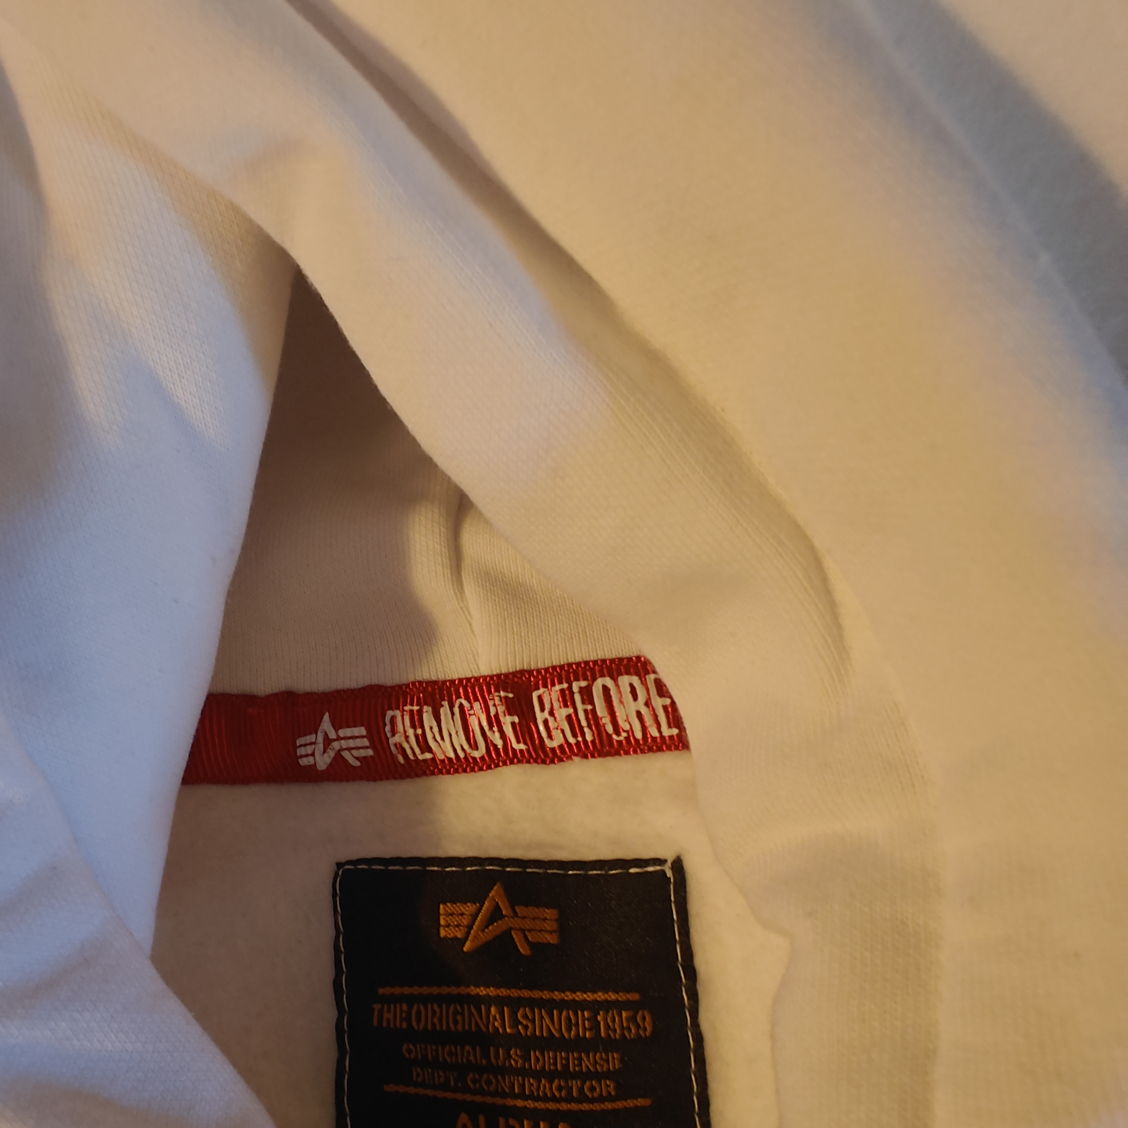 REMOVE BEFORE
THE ORIGINAL SINCE 1959
OFFICIAL U.S. DEFENSE
DEPT. CONTRACTOR